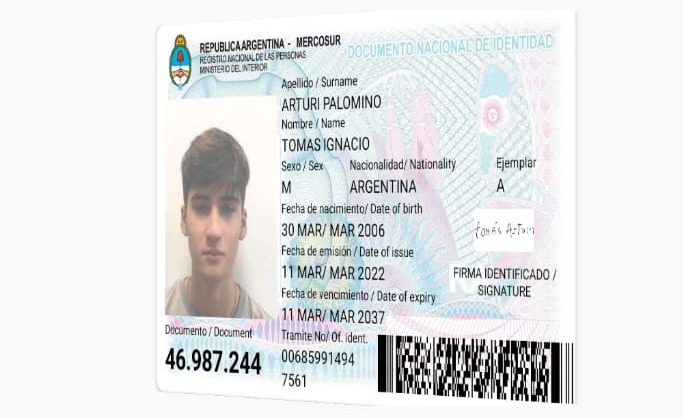 REPUBLICA ARGENTINA - MERCOSUR
REGISTRO NACIONAL DE LAS PERSONAS
MINISTERIO DEL INTERIOR
DOCUMENTO NACIONAL DE IDENTIDAD
Apellido / Surname
ARTURI PALOMINO
Nombre / Name
TOMAS IGNACIO
Sexo / Sex Nacionalidad/ Nationality Ejemplar
M ARGENTINA A
Fecha de nacimiento/ Date of birth
30 MAR/ MAR 2006
Fecha de emisión / Date of issue
11 MAR/ MAR 2022
Fecha de vencimiento / Date of expiry
11 MAR/ MAR 2037
tomás Arturi
FIRMA IDENTIFICADO /
SIGNATURE
Documento / Document
46.987.244
Tramite No/ Of. ident.
00685991494
7561